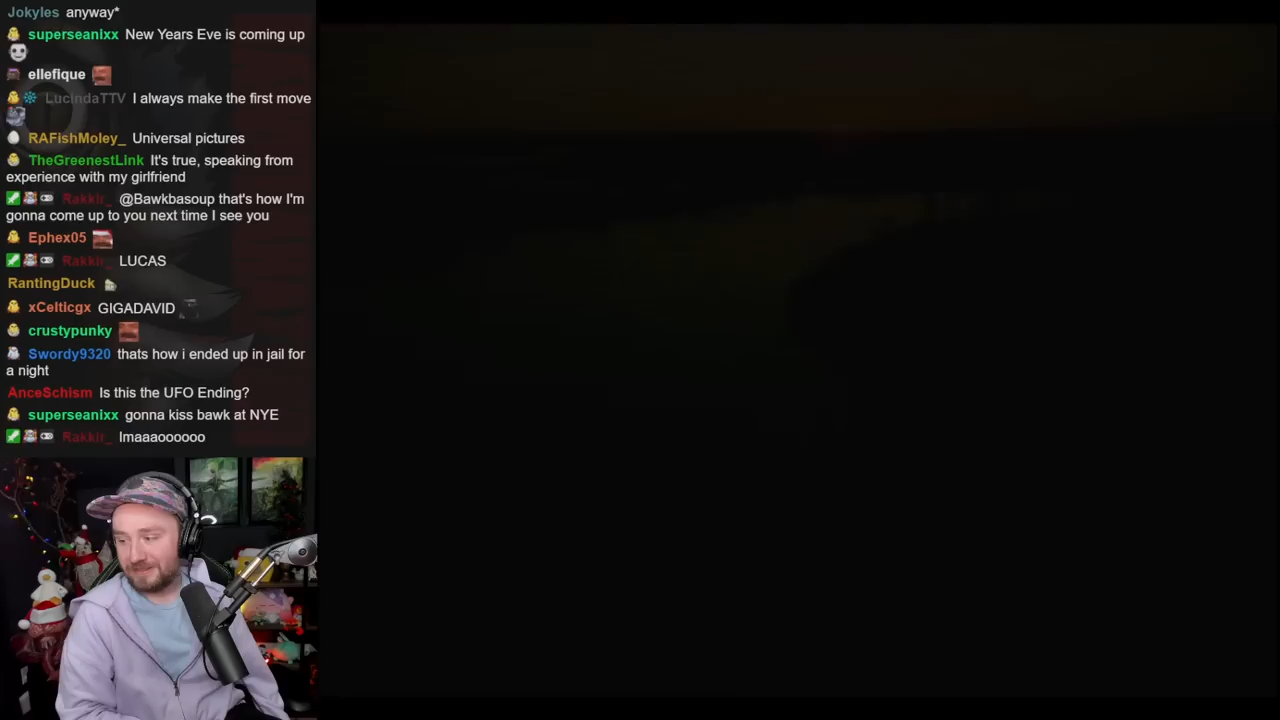 Jokyles anyway*
superseanixx New Years Eve is coming up
ellefique
LucindaTTV I always make the first move
RAFishMoley_ Universal pictures
TheGreenestLink It's true, speaking from
experience with my girlfriend
Rakkir_ @Bawkbasoup that's how I'm
gonna come up to you next time I see you
Ephex05
Rakkir_ LUCAS
RantingDuck
xCelticgx GIGADAVID
crustypunky
Swordy9320 thats how i ended up in jail for
a night
AnceSchism Is this the UFO Ending?
superseanixx gonna kiss bawk at NYE
Rakkir_ lmaaaoooooo